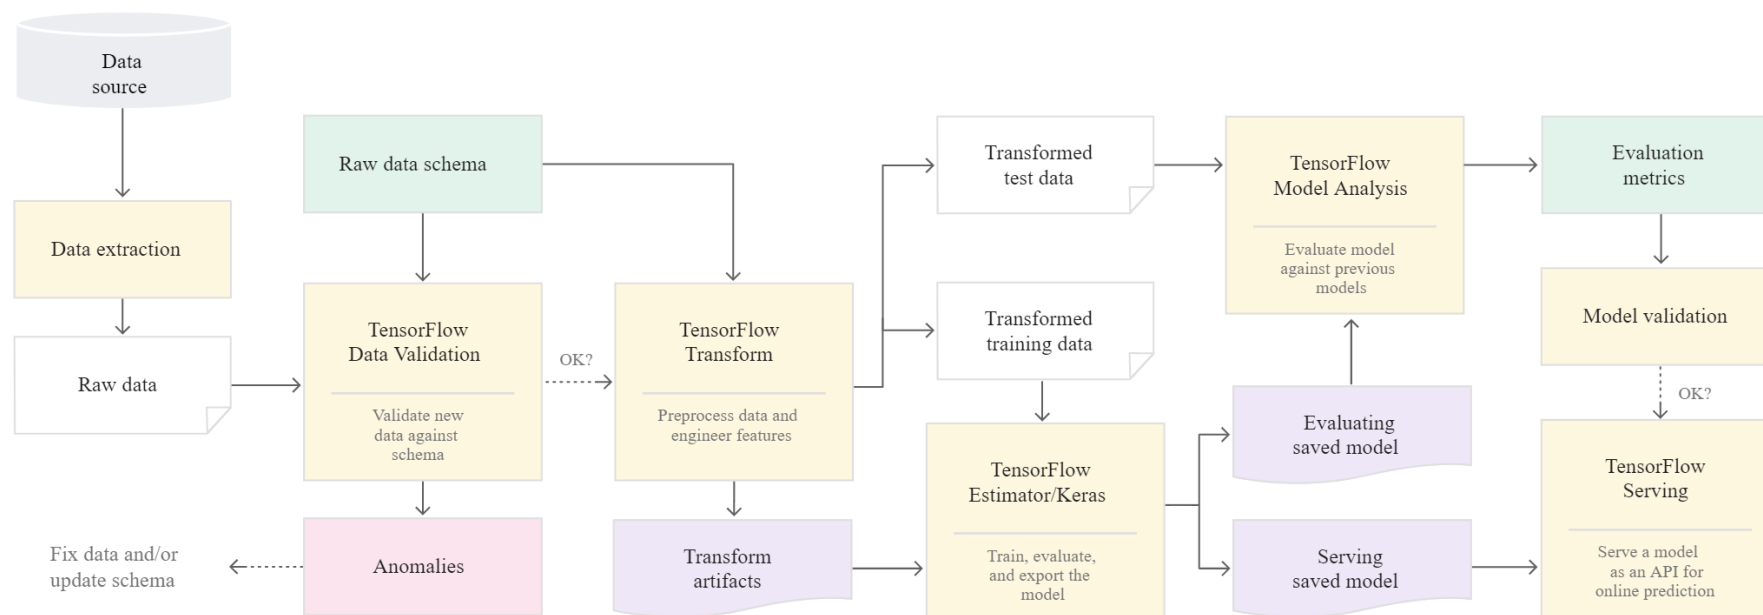 Data
source
Data extraction
Raw data
Raw data schema
TensorFlow
Data Validation
Validate new
data against
schema
Anomalies
Fix data and/or
update schema
OK?
TensorFlow
Transform
Preprocess data and
engineer features
Transform
artifacts
Transformed
test data
Transformed
training data
TensorFlow
Estimator/Keras
Train, evaluate,
and export the
model
TensorFlow
Model Analysis
Evaluate model
against previous
models
Evaluating
saved model
Serving
saved model
Evaluation
metrics
Model validation
OK?
TensorFlow
Serving
Serve a model
as an API for
online prediction